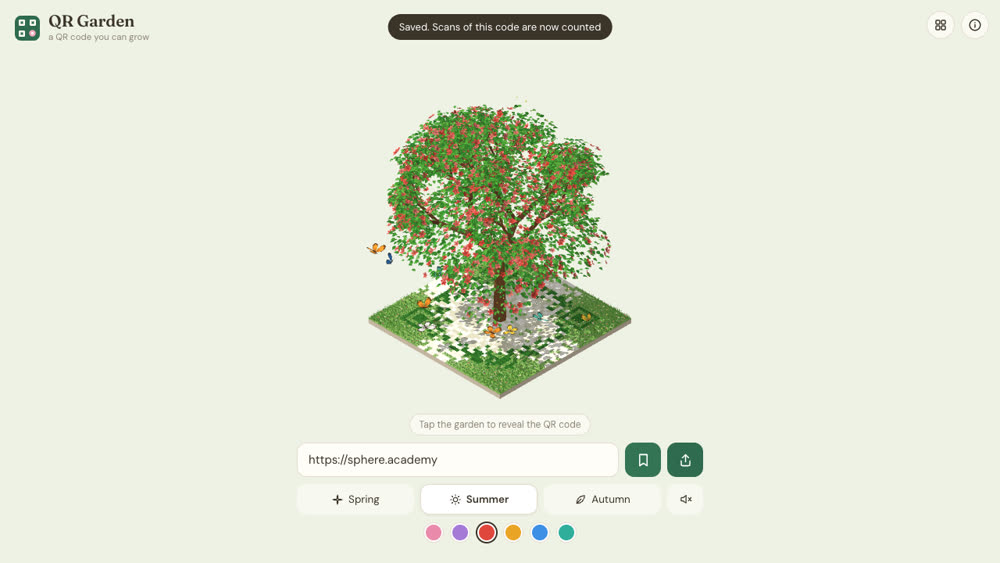 QR Garden
a QR code you can grow
Saved. Scans of this code are now counted
Tap the garden to reveal the QR code
https://sphere.academy
Spring
Summer
Autumn